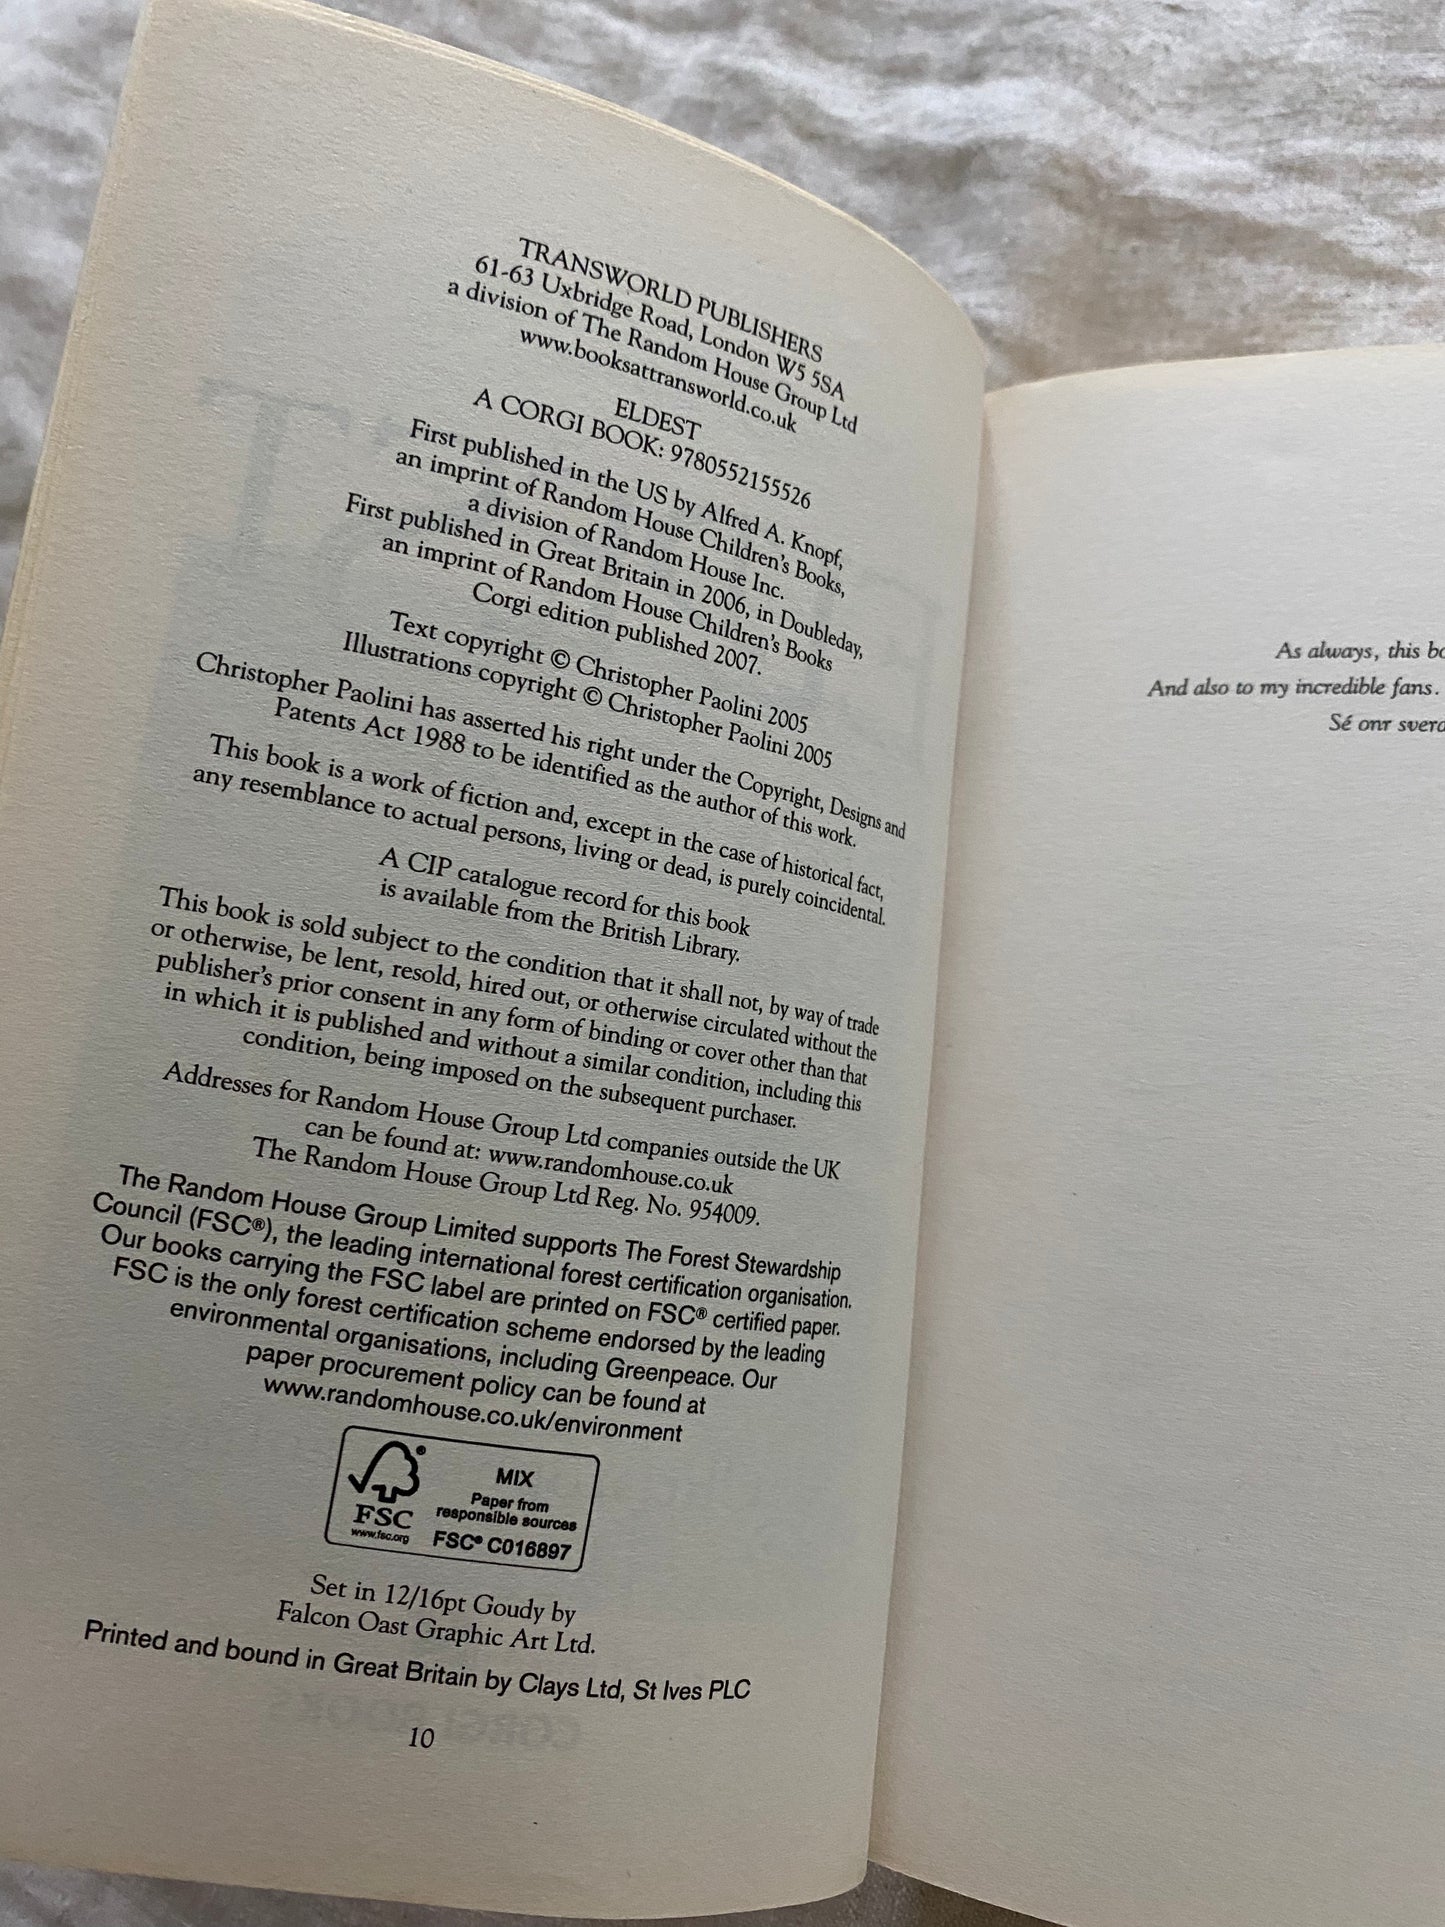 TRANSWORLD PUBLISHERS
61-63 Uxbridge Road, London W5 5SA
a division of The Random House Group Ltd
www.booksattransworld.co.uk
ELDEST
A CORGI BOOK: 9780552155526
First published in the US by Alfred A. Knopf,
an imprint of Random House Children's Books,
a division of Random House Inc.
First published in Great Britain in 2006, in Doubleday,
an imprint of Random House Children's Books
Corgi edition published 2007.
Text copyright © Christopher Paolini 2005
Illustrations copyright © Christopher Paolini 2005
Christopher Paolini has asserted his right under the Copyright, Designs and
Patents Act 1988 to be identified as the author of this work.
This book is a work of fiction and, except in the case of historical fact,
any resemblance to actual persons, living or dead, is purely coincidental.
A CIP catalogue record for this book
is available from the British Library.
This book is sold subject to the condition that it shall not, by way of trade
or otherwise, be lent, resold, hired out, or otherwise circulated without the
publisher's prior consent in any form of binding or cover other than that
in which it is published and without a similar condition, including this
condition, being imposed on the subsequent purchaser.
Addresses for Random House Group Ltd companies outside the UK
can be found at: www.randomhouse.co.uk
The Random House Group Ltd Reg. No. 954009.
The Random House Group Limited supports The Forest Stewardship
Council (FSC®), the leading international forest certification organisation.
Our books carrying the FSC label are printed on FSC® certified paper.
FSC is the only forest certification scheme endorsed by the leading
environmental organisations, including Greenpeace. Our
paper procurement policy can be found at
www.randomhouse.co.uk/environment
FSC
www.fsc.org
MIX
Paper from
responsible sources
FSC® C016897
Set in 12/16pt Goudy by
Falcon Oast Graphic Art Ltd.
Printed and bound in Great Britain by Clays Ltd, St Ives PLC
10
As always, this
And also to my incredible fans.
Sé onr